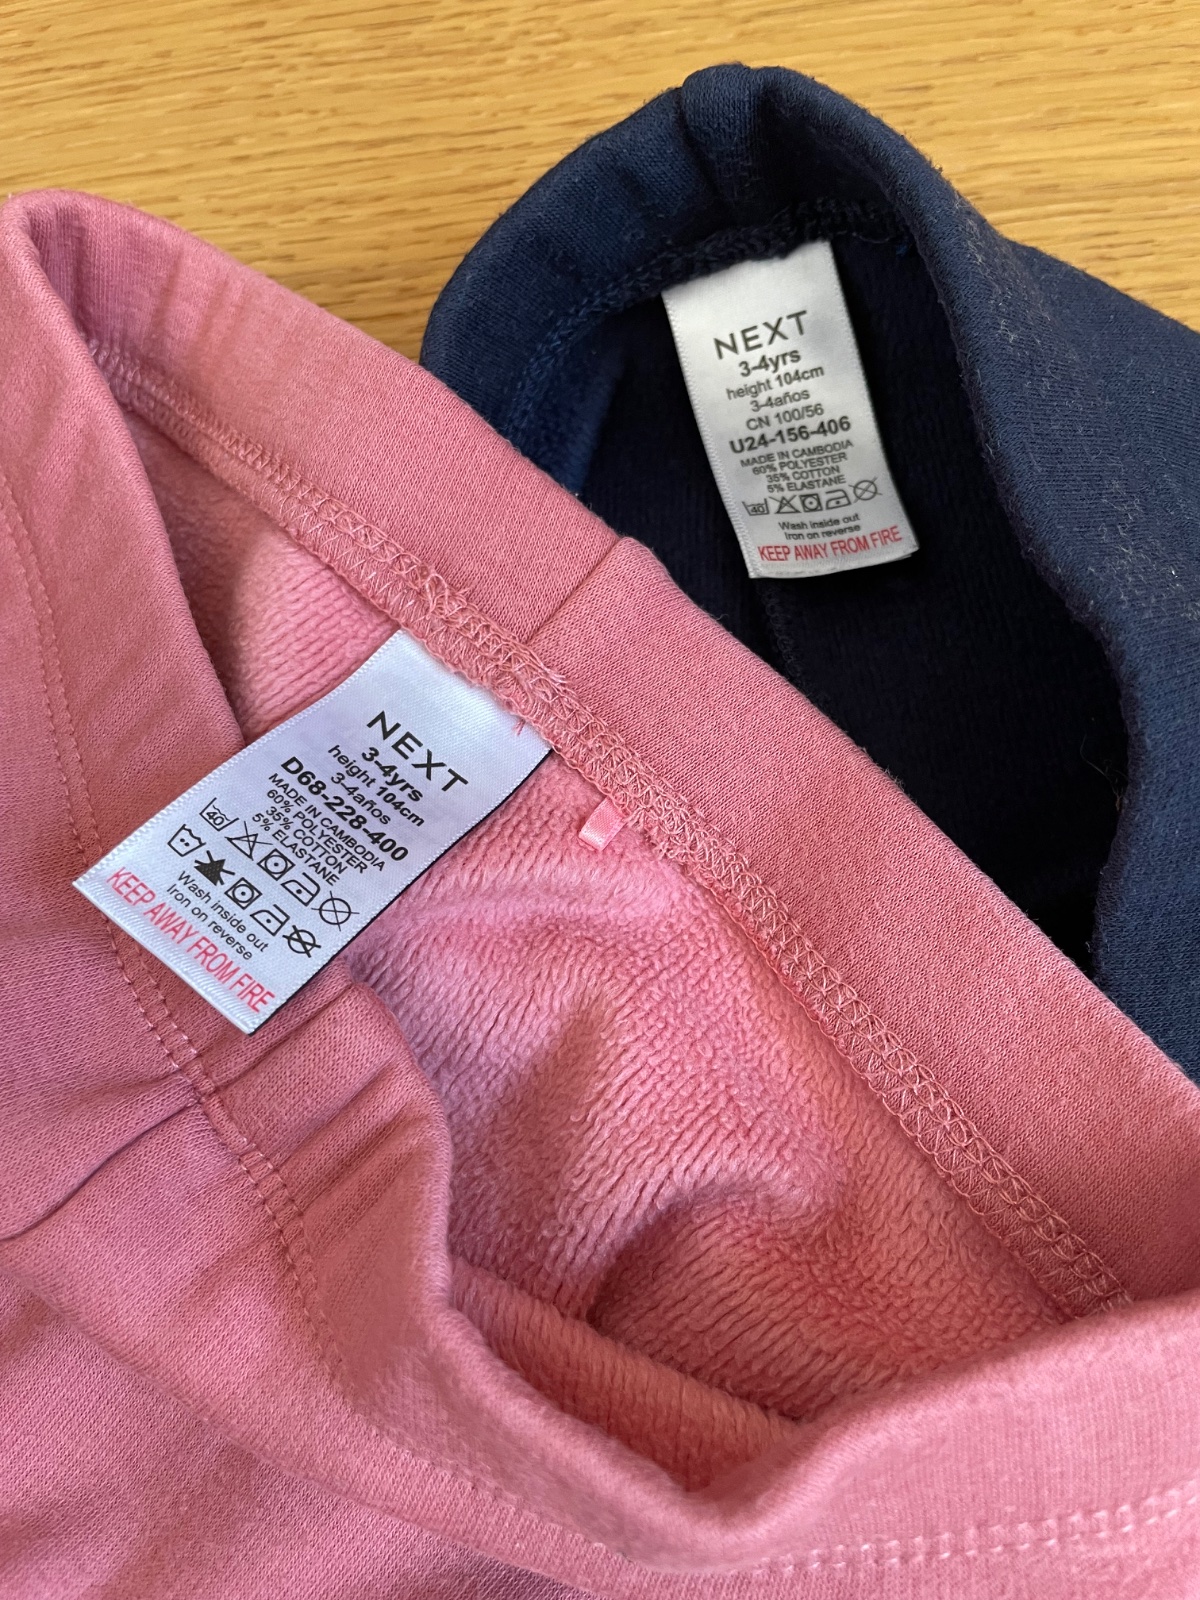 NEXT
3-4yrs
height 104cm
3-4años
CN 100/56
U24-156-406
MADE IN CAMBODIA
60% POLYESTER
35% COTTON
5% ELASTANE
40
Wash inside out
Iron on reverse
KEEP AWAY FROM FIRE
NEXT
3-4yrs
height 104cm
3-4años
D68-228-400
MADE IN CAMBODIA
60% POLYESTER
35% COTTON
5% ELASTANE
40
Wash inside out
Iron on reverse
KEEP AWAY FROM FIRE